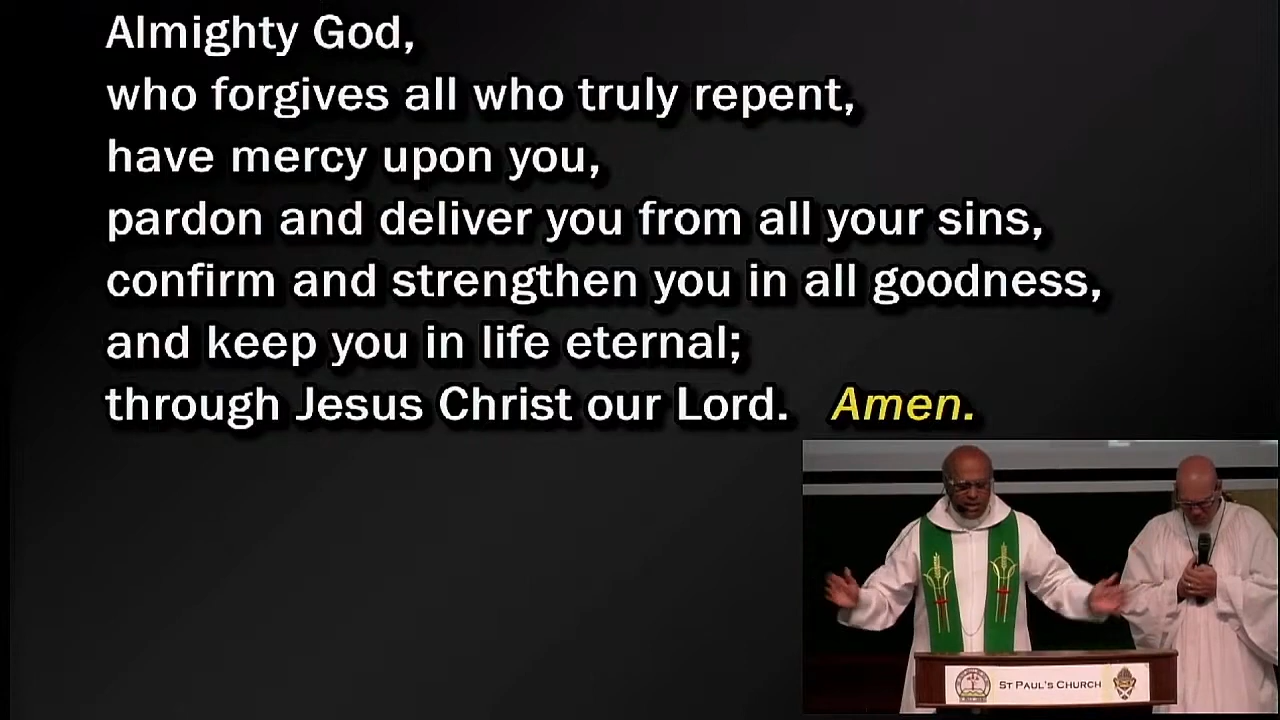 Almighty God,
who forgives all who truly repent,
have mercy upon you,
pardon and deliver you from all your sins,
confirm and strengthen you in all goodness,
and keep you in life eternal;
through Jesus Christ our Lord. Amen.
ST PAUL'S CHURCH